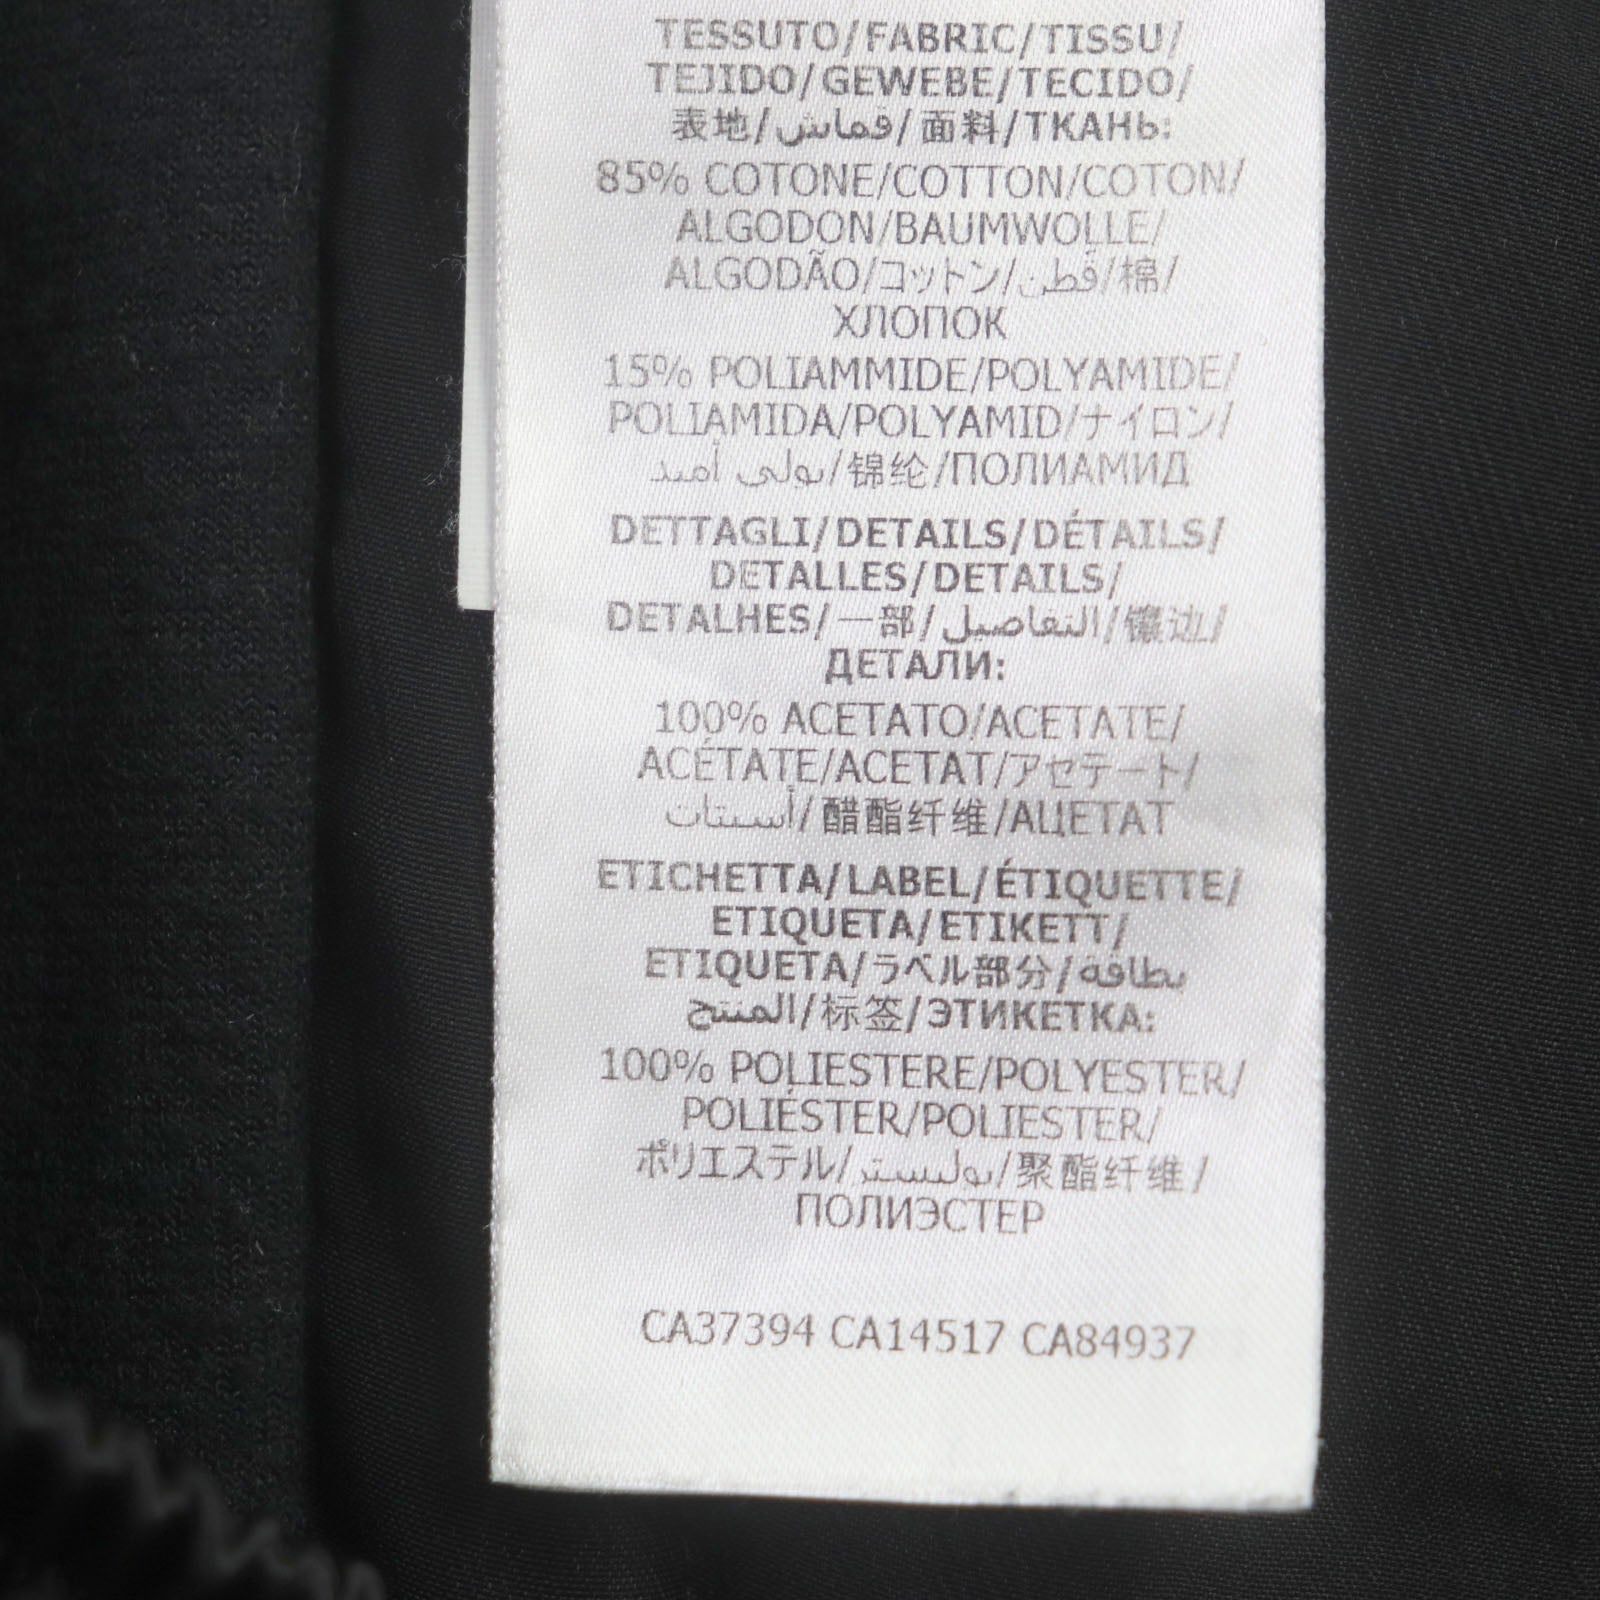 TESSUTO/FABRIC/TISSU/
TEJIDO/GEWEBE/TECIDO/
表地/قماش/面料/ТКАНЬ:
85% COTONE/COTTON/COTON/
ALGODON/BAUMWOLLE/
ALGODÃO/コットン/قطن/棉/
ХЛОПОК
15% POLIAMMIDE/POLYAMIDE/
POLIAMIDA/POLYAMID/ナイロン/
بولي أميد/锦纶/ПОЛИАМИД
DETTAGLI/DETAILS/DÉTAILS/
DETALLES/DETAILS/
DETALHES/一部/التفاصيل/镶边/
ДЕТАЛИ:
100% ACETATO/ACETATE/
ACÉTATE/ACETAT/アセテート/
أسيتات/醋酯纤维/АЦЕТАТ
ETICHETTA/LABEL/ÉTIQUETTE/
ETIQUETA/ETIKETT/
ETIQUETA/ラベル部分/بطاقة
المنتج/标签/ЭТИКЕТКА:
100% POLIESTERE/POLYESTER/
POLIÉSTER/POLIESTER/
ポリエステル/بوليستر/聚酯纤维/
ПОЛИЭСТЕР
CA37394 CA14517 CA84937